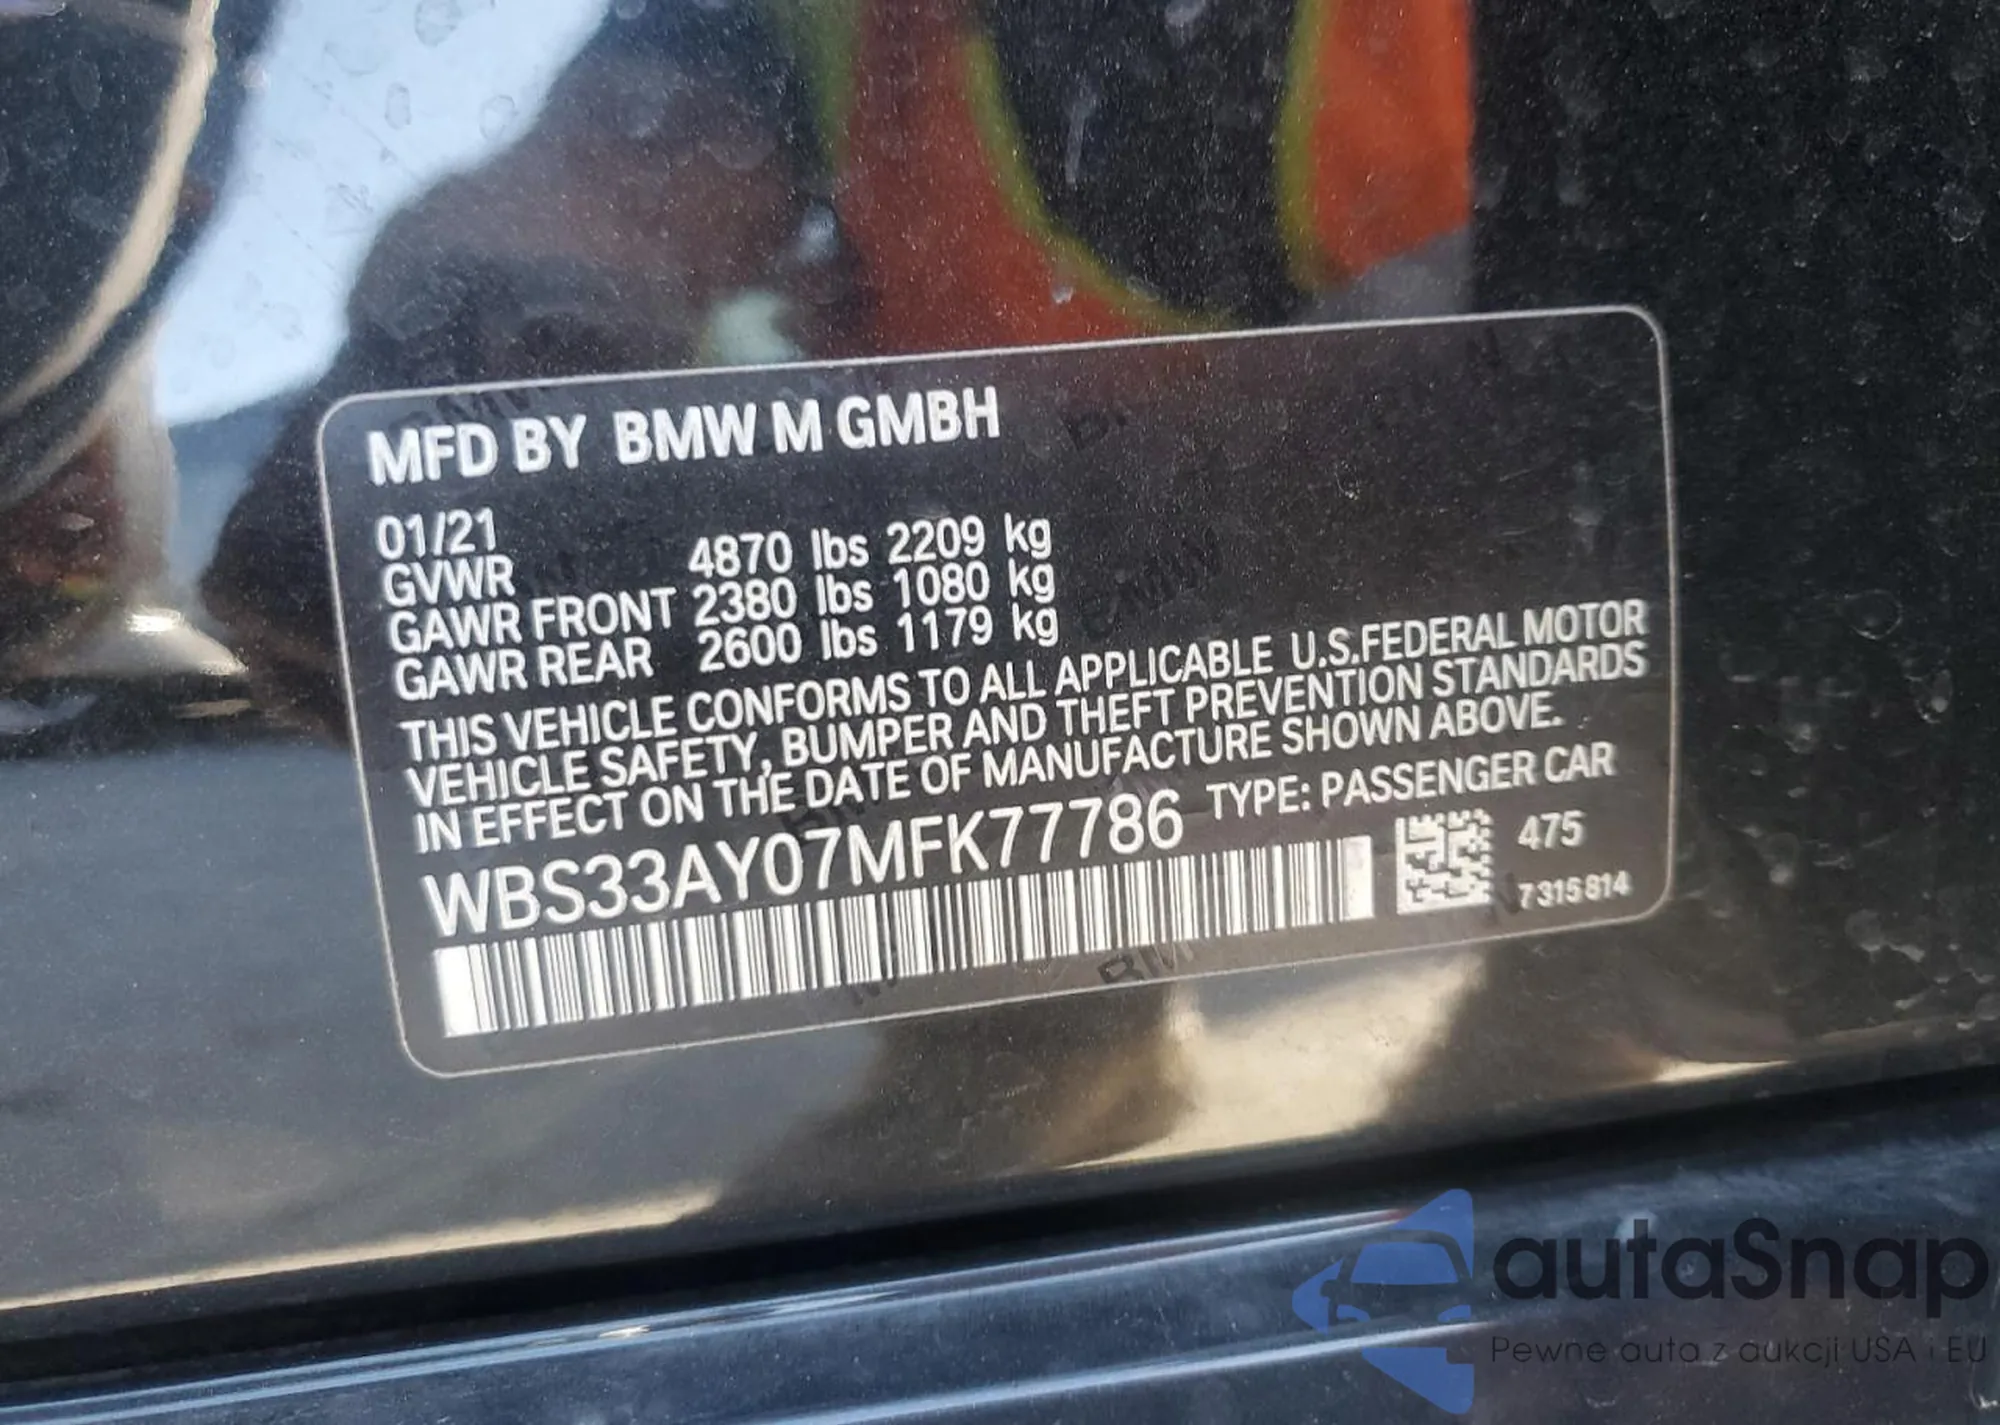 MFD BY BMW M GMBH
01/21
GVWR 4870 lbs 2209 kg
GAWR FRONT 2380 lbs 1080 kg
GAWR REAR 2600 lbs 1179 kg
THIS VEHICLE CONFORMS TO ALL APPLICABLE U.S.FEDERAL MOTOR
VEHICLE SAFETY, BUMPER AND THEFT PREVENTION STANDARDS
IN EFFECT ON THE DATE OF MANUFACTURE SHOWN ABOVE.
WBS33AY07MFK77786 TYPE: PASSENGER CAR
475
7315814
autaSnap
Pewne auta z aukcji USA i EU